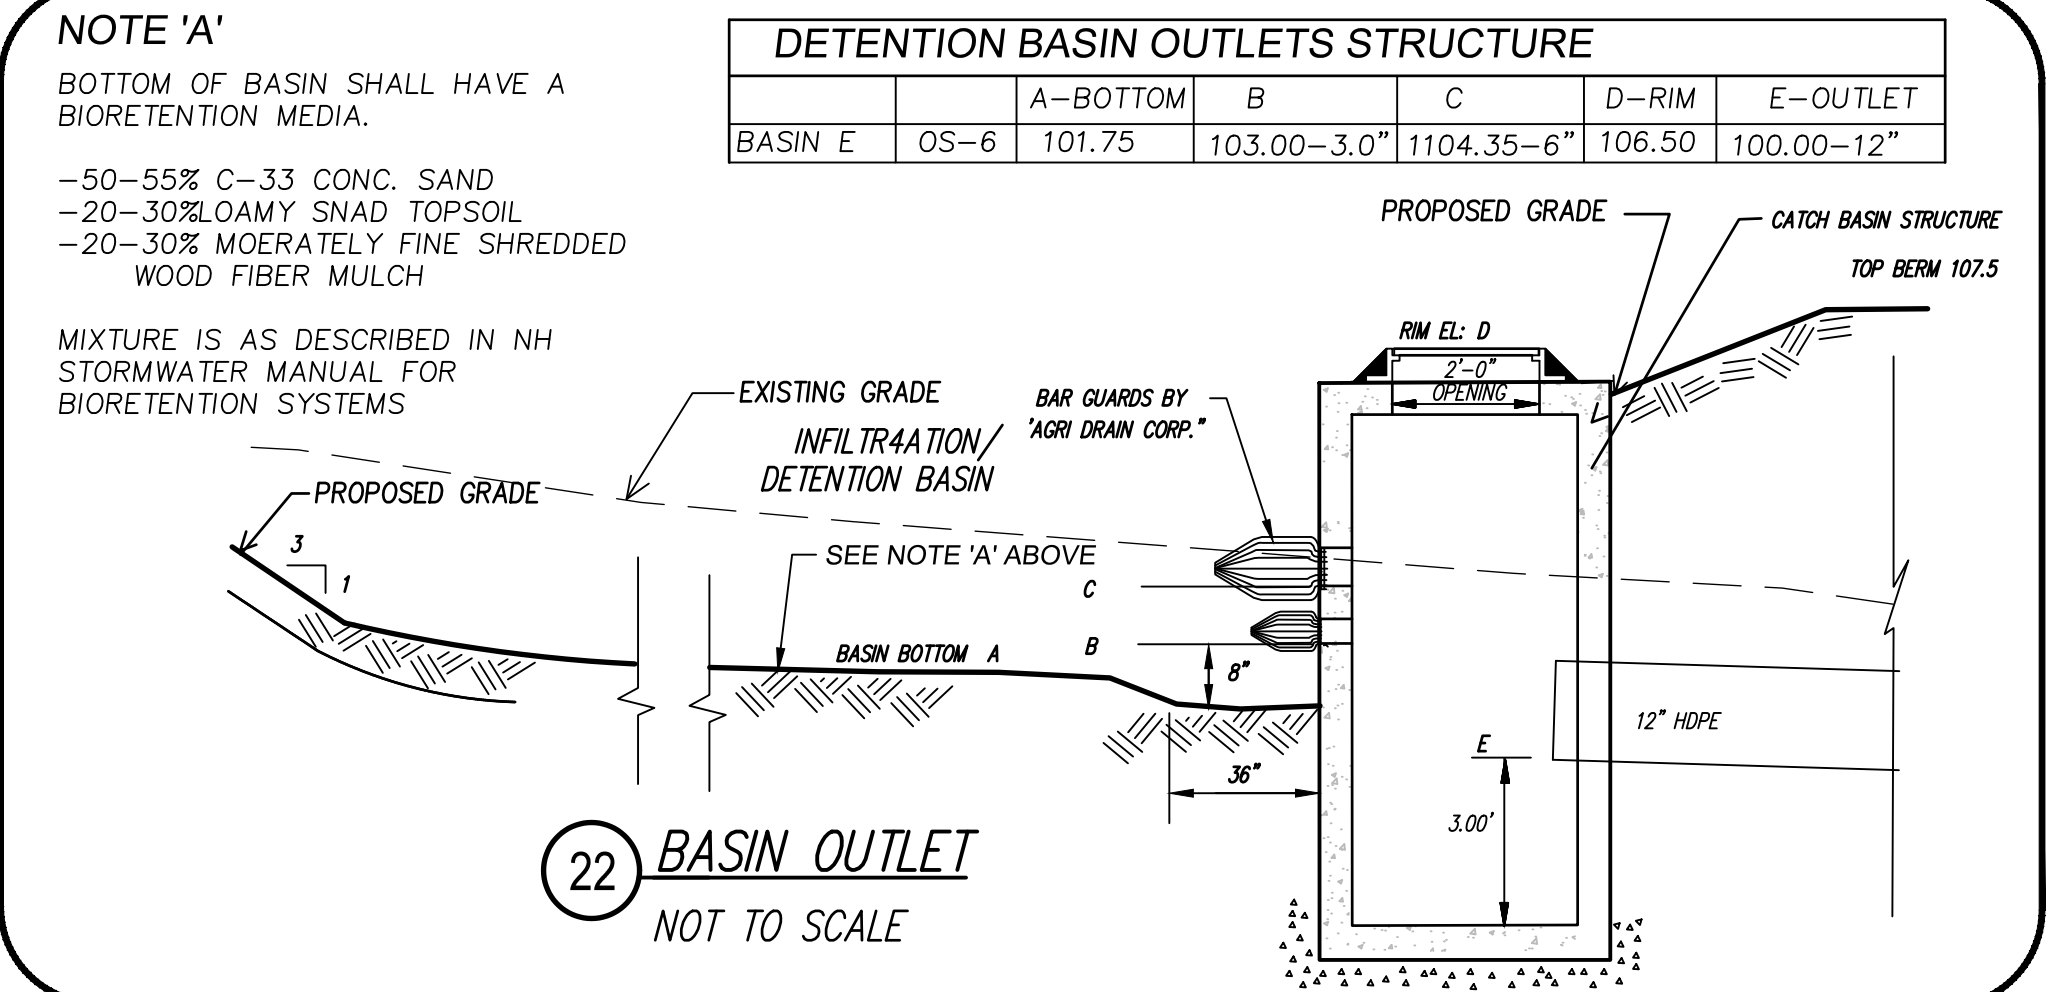 NOTE 'A'
BOTTOM OF BASIN SHALL HAVE A
BIORETENTION MEDIA.
-50-55% C-33 CONC. SAND
-20-30%LOAMY SNAD TOPSOIL
-20-30% MOERATELY FINE SHREDDED
WOOD FIBER MULCH
MIXTURE IS AS DESCRIBED IN NH
STORMWATER MANUAL FOR
BIORETENTION SYSTEMS
DETENTION BASIN OUTLETS STRUCTURE
A-BOTTOM B C D-RIM E-OUTLET
BASIN E OS-6 101.75 103.00-3.0" 1104.35-6" 106.50 100.00-12"
PROPOSED GRADE
CATCH BASIN STRUCTURE
TOP BERM 107.5
RIM EL: D
2'-0"
OPENING
EXISTING GRADE
BAR GUARDS BY
'AGRI DRAIN CORP."
INFILTR4ATION/
DETENTION BASIN
PROPOSED GRADE
3
1
SEE NOTE 'A' ABOVE
C
B
BASIN BOTTOM A
8"
36"
12" HDPE
E
3.00'
22
BASIN OUTLET
NOT TO SCALE